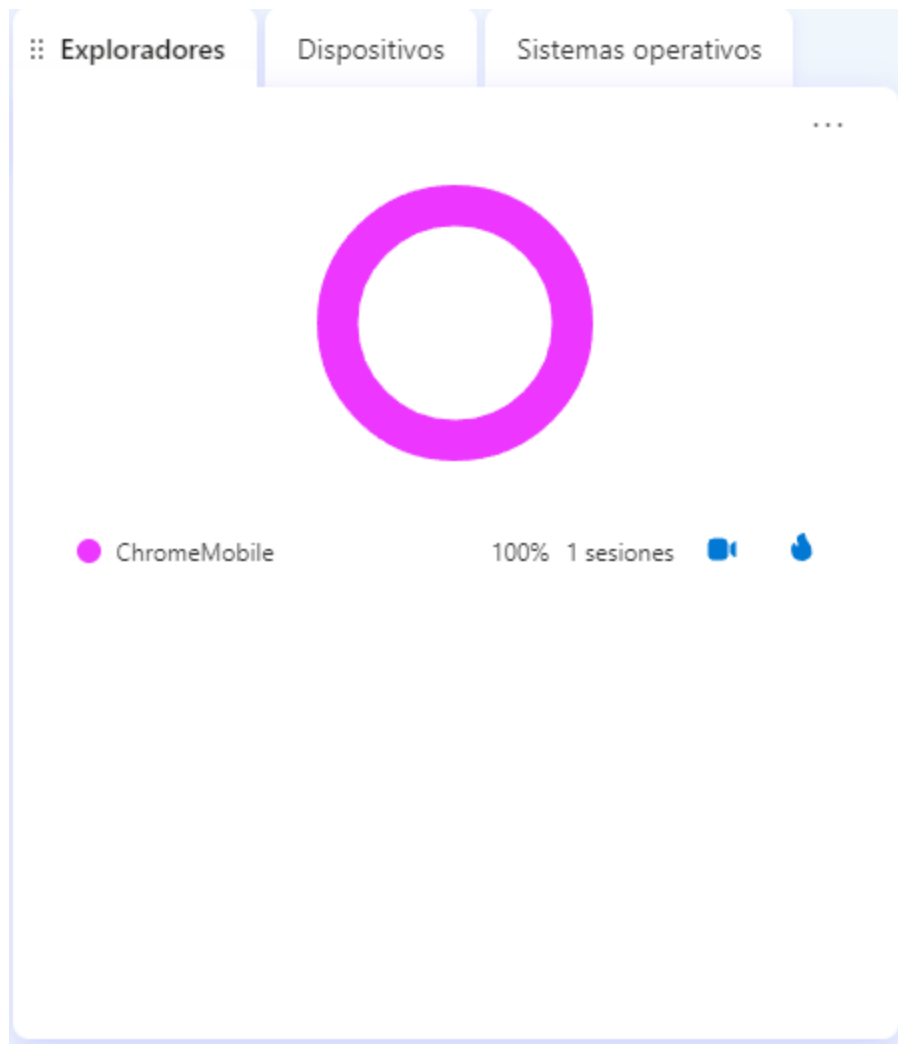 Exploradores Dispositivos Sistemas operativos
...
ChromeMobile 100% 1 sesiones